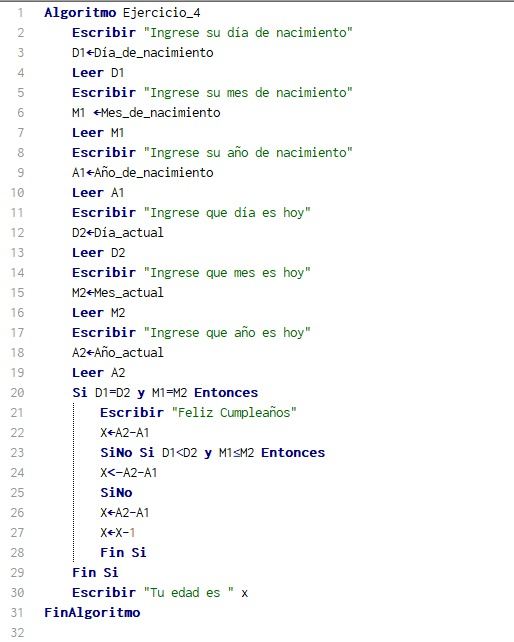 1 Algoritmo Ejercicio_4
2 Escribir "Ingrese su día de nacimiento"
3 D1←Día_de_nacimiento
4 Leer D1
5 Escribir "Ingrese su mes de nacimiento"
6 M1 ←Mes_de_nacimiento
7 Leer M1
8 Escribir "Ingrese su año de nacimiento"
9 A1←Año_de_nacimiento
10 Leer A1
11 Escribir "Ingrese que día es hoy"
12 D2←Día_actual
13 Leer D2
14 Escribir "Ingrese que mes es hoy"
15 M2←Mes_actual
16 Leer M2
17 Escribir "Ingrese que año es hoy"
18 A2←Año_actual
19 Leer A2
20 Si D1=D2 y M1=M2 Entonces
21 Escribir "Feliz Cumpleaños"
22 X←A2-A1
23 SiNo Si D1<D2 y M1≤M2 Entonces
24 X<-A2-A1
25 SiNo
26 X←A2-A1
27 X←X-1
28 Fin Si
29 Fin Si
30 Escribir "Tu edad es " x
31 FinAlgoritmo
32